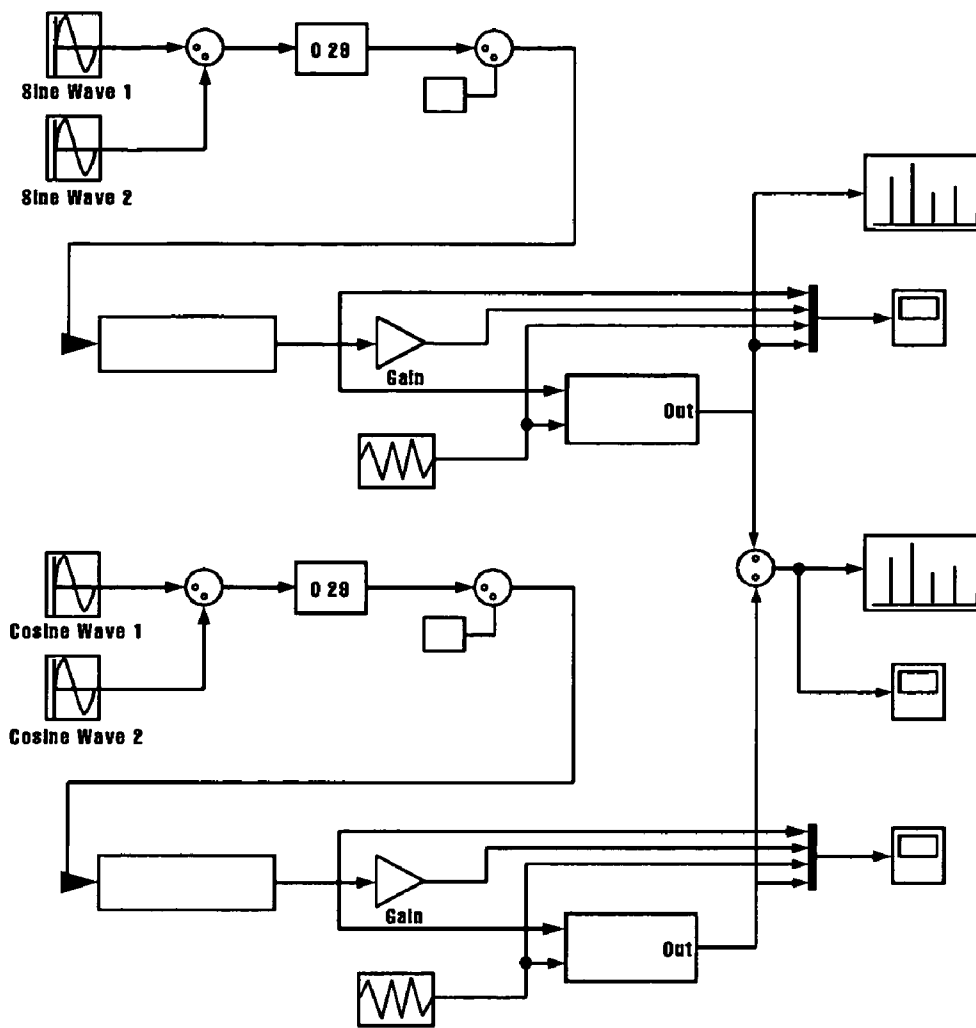 0 29
Sine Wave 1
Sine Wave 2
Gain
Out
0 29
Cosine Wave 1
Cosine Wave 2
Gain
Out